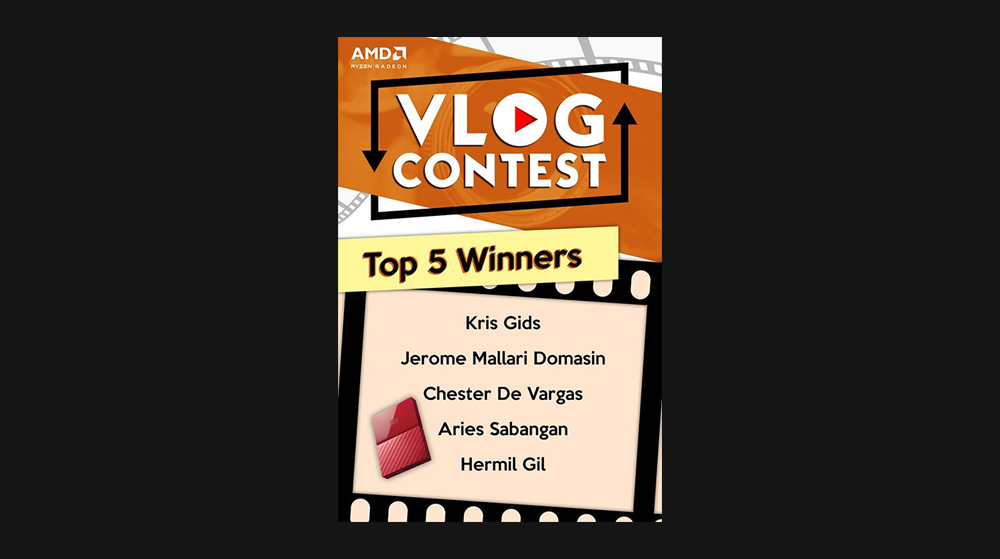 AMD
RYZEN | RADEON
VLOG
CONTEST
Top 5 Winners
Kris Gids
Jerome Mallari Domasin
Chester De Vargas
Aries Sabangan
Hermil Gil